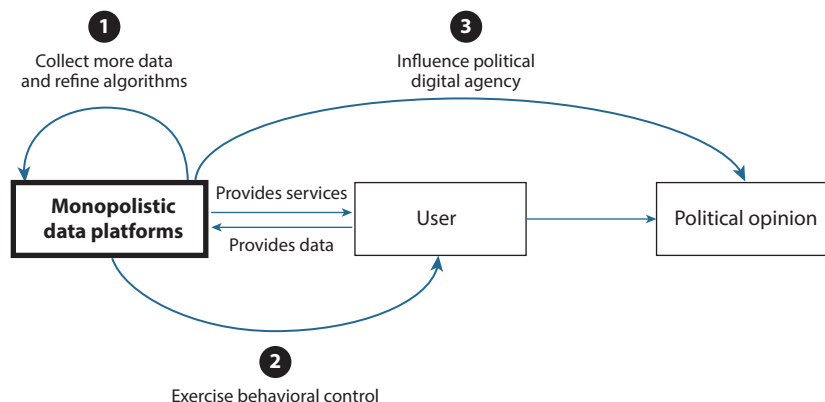 1
Collect more data
and refine algorithms
3
Influence political
digital agency
Monopolistic
data platforms
Provides services
Provides data
User
Political opinion
2
Exercise behavioral control